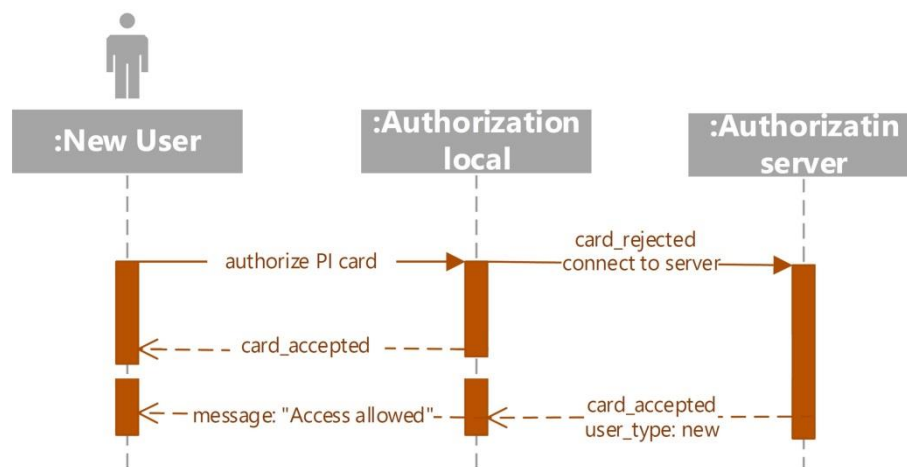 :New User
:Authorization
local
:Authorizatin
server
authorize PI card
card_rejected
connect to server
card_accepted
message: "Access allowed"
card_accepted
user_type: new